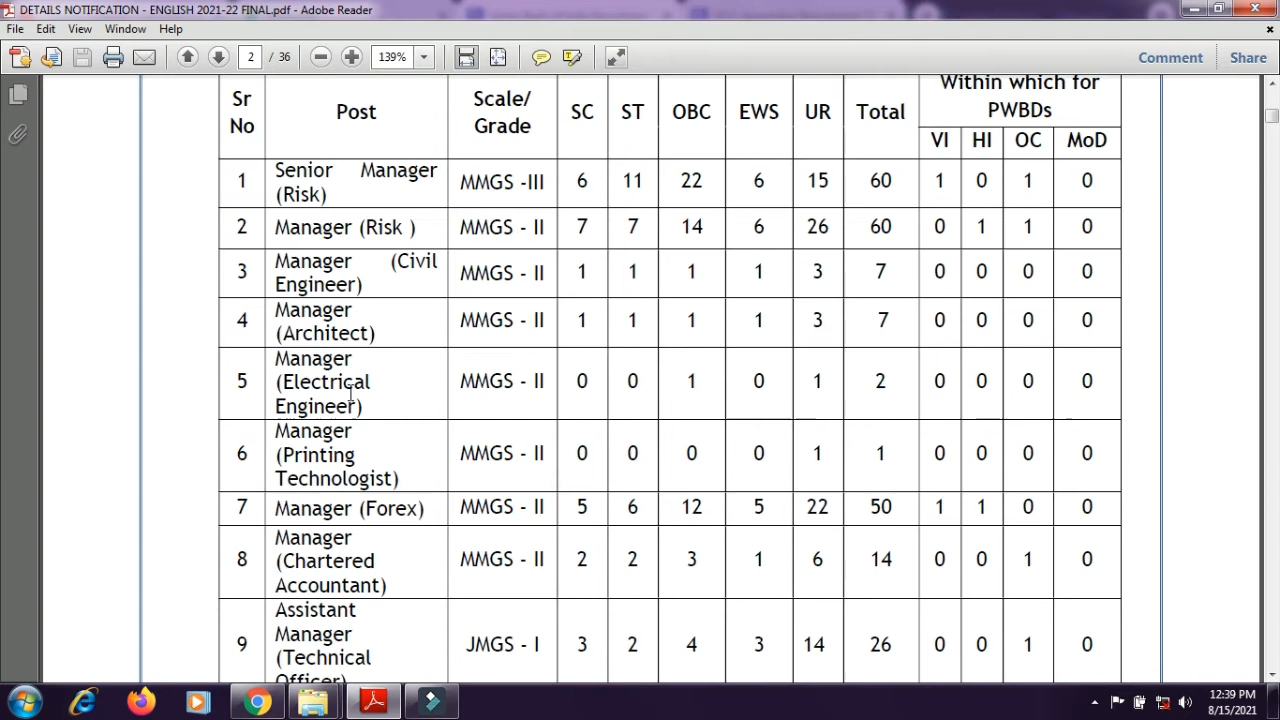 DETAILS NOTIFICATION - ENGLISH 2021-22 FINAL.pdf - Adobe Reader
File Edit View Window Help
2 / 36 139% Comment Share
Within which for
Sr Post Scale/ SC ST OBC EWS UR Total PWBDs
No Grade VI HI OC MoD
1 Senior Manager (Risk) MMGS -III 6 11 22 6 15 60 1 0 1 0
2 Manager (Risk ) MMGS - II 7 7 14 6 26 60 0 1 1 0
3 Manager (Civil Engineer) MMGS - II 1 1 1 1 3 7 0 0 0 0
4 Manager (Architect) MMGS - II 1 1 1 1 3 7 0 0 0 0
5 Manager (Electrical Engineer) MMGS - II 0 0 1 0 1 2 0 0 0 0
6 Manager (Printing Technologist) MMGS - II 0 0 0 0 1 1 0 0 0 0
7 Manager (Forex) MMGS - II 5 6 12 5 22 50 1 1 0 0
8 Manager (Chartered Accountant) MMGS - II 2 2 3 1 6 14 0 0 1 0
9 Assistant Manager (Technical Officer) JMGS - I 3 2 4 3 14 26 0 0 1 0
12:39 PM
8/15/2021